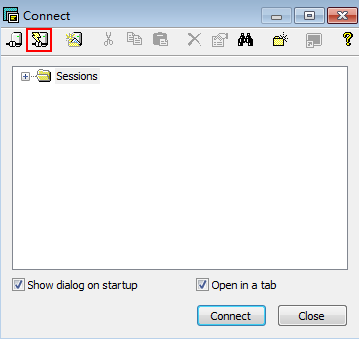 Connect
Sessions
Show dialog on startup
Open in a tab
Connect
Close